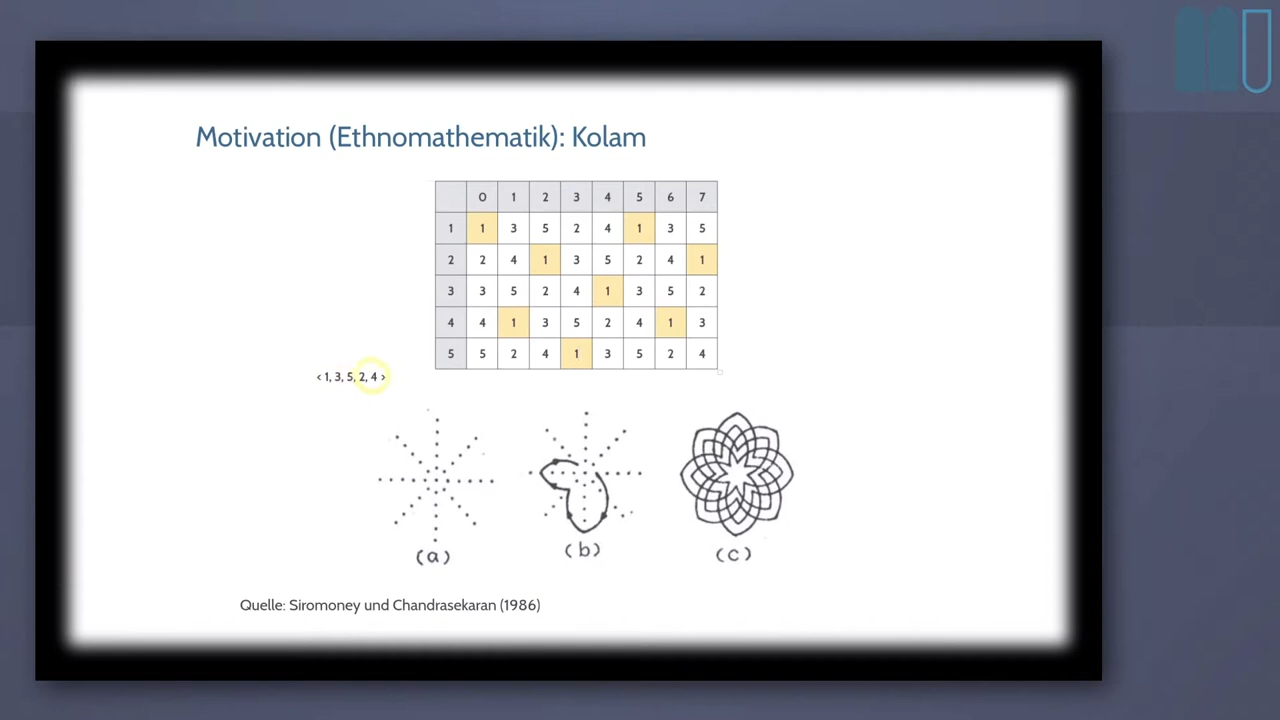 Motivation (Ethnomathematik): Kolam
0 1 2 3 4 5 6 7
1 1 3 5 2 4 1 3 5
2 2 4 1 3 5 2 4 1
3 3 5 2 4 1 3 5 2
4 4 1 3 5 2 4 1 3
5 5 2 4 1 3 5 2 4
< 1, 3, 5, 2, 4 >
(a) (b) (c)
Quelle: Siromoney und Chandrasekaran (1986)